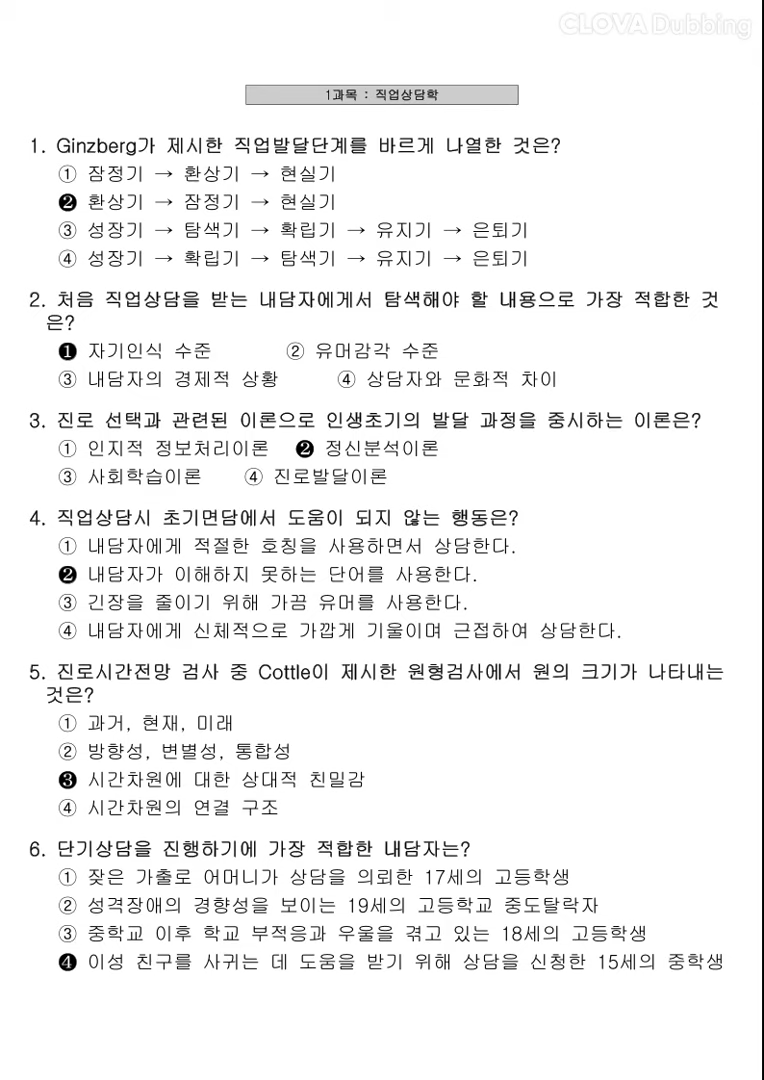 CLOVA Dubbing
1과목 : 직업상담학
1. Ginzberg가 제시한 직업발달단계를 바르게 나열한 것은?
① 잠정기 → 환상기 → 현실기
❷ 환상기 → 잠정기 → 현실기
③ 성장기 → 탐색기 → 확립기 → 유지기 → 은퇴기
④ 성장기 → 확립기 → 탐색기 → 유지기 → 은퇴기
2. 처음 직업상담을 받는 내담자에게서 탐색해야 할 내용으로 가장 적합한 것
은?
❶ 자기인식 수준 ② 유머감각 수준
③ 내담자의 경제적 상황 ④ 상담자와 문화적 차이
3. 진로 선택과 관련된 이론으로 인생초기의 발달 과정을 중시하는 이론은?
① 인지적 정보처리이론 ❷ 정신분석이론
③ 사회학습이론 ④ 진로발달이론
4. 직업상담시 초기면담에서 도움이 되지 않는 행동은?
① 내담자에게 적절한 호칭을 사용하면서 상담한다.
❷ 내담자가 이해하지 못하는 단어를 사용한다.
③ 긴장을 줄이기 위해 가끔 유머를 사용한다.
④ 내담자에게 신체적으로 가깝게 기울이며 근접하여 상담한다.
5. 진로시간전망 검사 중 Cottle이 제시한 원형검사에서 원의 크기가 나타내는
것은?
① 과거, 현재, 미래
② 방향성, 변별성, 통합성
❸ 시간차원에 대한 상대적 친밀감
④ 시간차원의 연결 구조
6. 단기상담을 진행하기에 가장 적합한 내담자는?
① 잦은 가출로 어머니가 상담을 의뢰한 17세의 고등학생
② 성격장애의 경향성을 보이는 19세의 고등학교 중도탈락자
③ 중학교 이후 학교 부적응과 우울을 겪고 있는 18세의 고등학생
❹ 이성 친구를 사귀는 데 도움을 받기 위해 상담을 신청한 15세의 중학생